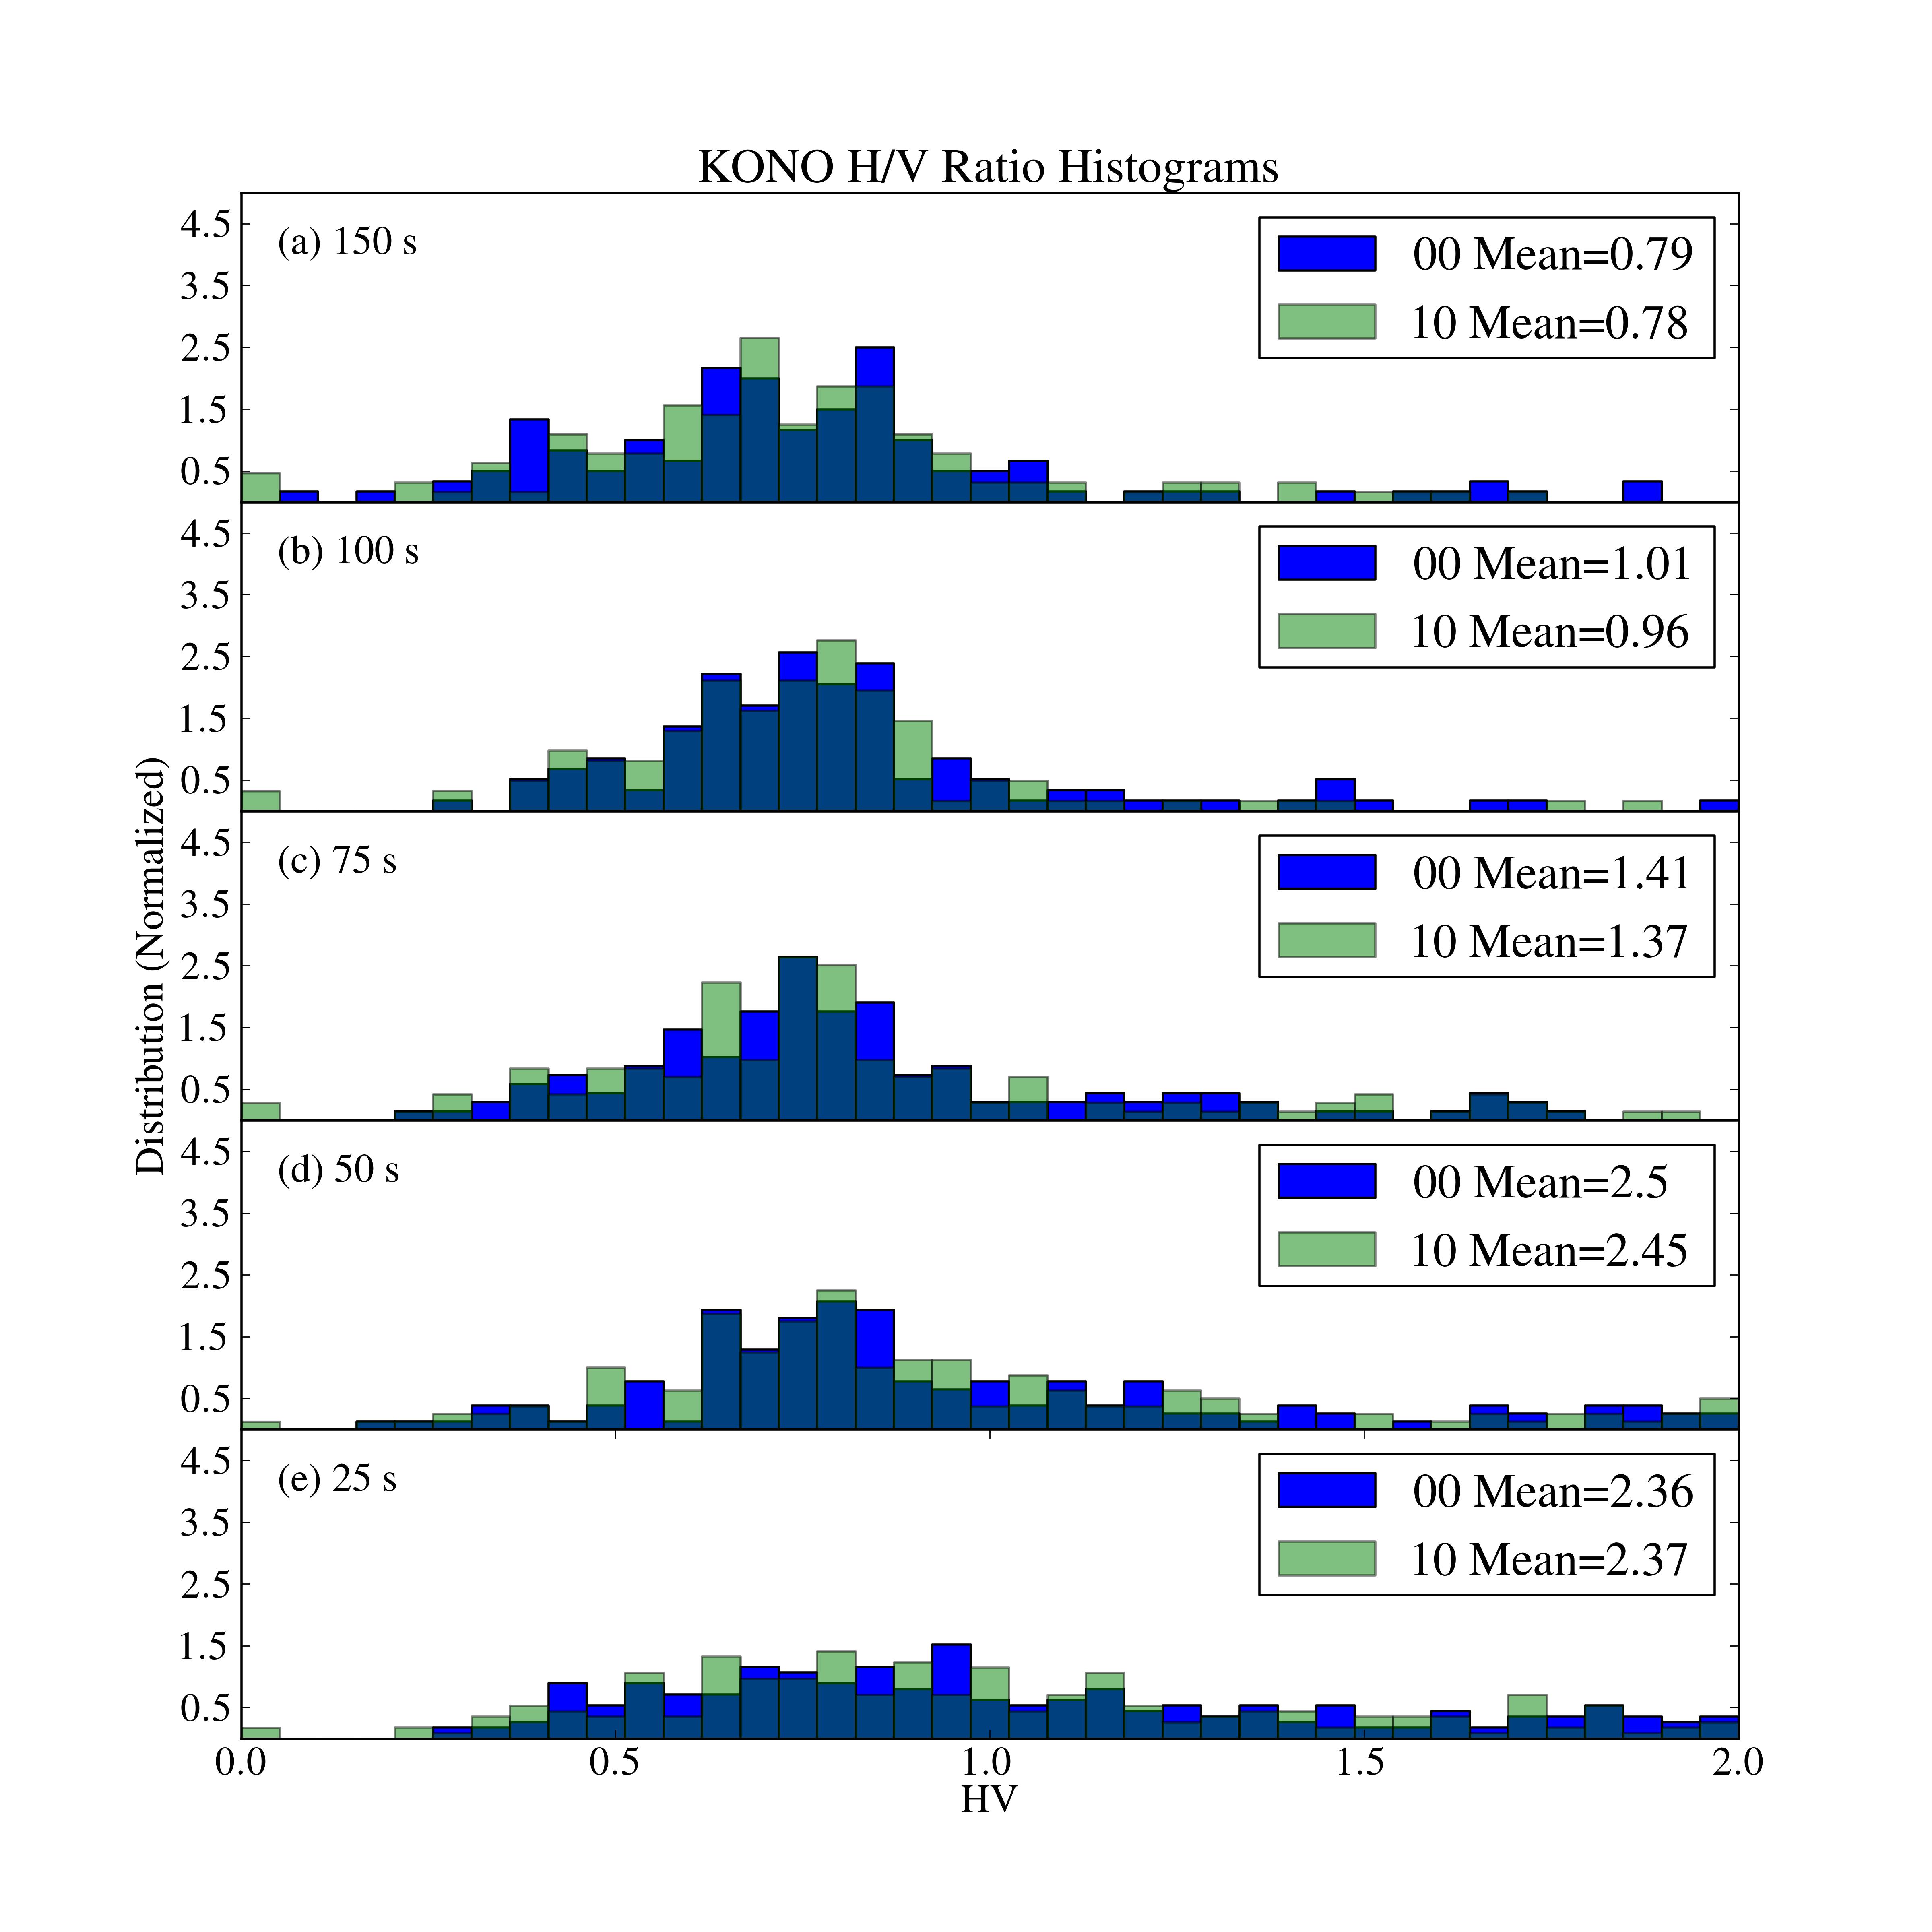 KONO H/V Ratio Histograms
Distribution (Normalized)
4.5
3.5
2.5
1.5
0.5
(a) 150 s
00 Mean=0.79
10 Mean=0.78
4.5
3.5
2.5
1.5
0.5
(b) 100 s
00 Mean=1.01
10 Mean=0.96
4.5
3.5
2.5
1.5
0.5
(c) 75 s
00 Mean=1.41
10 Mean=1.37
4.5
3.5
2.5
1.5
0.5
(d) 50 s
00 Mean=2.5
10 Mean=2.45
4.5
3.5
2.5
1.5
0.5
(e) 25 s
00 Mean=2.36
10 Mean=2.37
0.0 0.5 1.0 1.5 2.0
HV